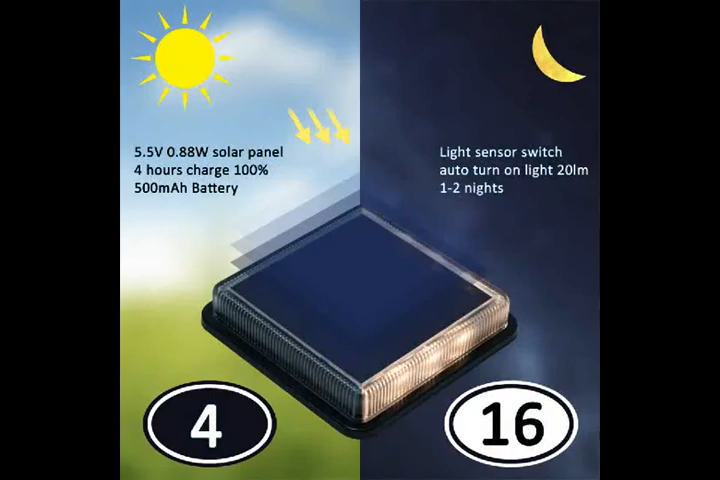 5.5V 0.88W solar panel
4 hours charge 100%
500mAh Battery
Light sensor switch
auto turn on light 20lm
1-2 nights
4
16